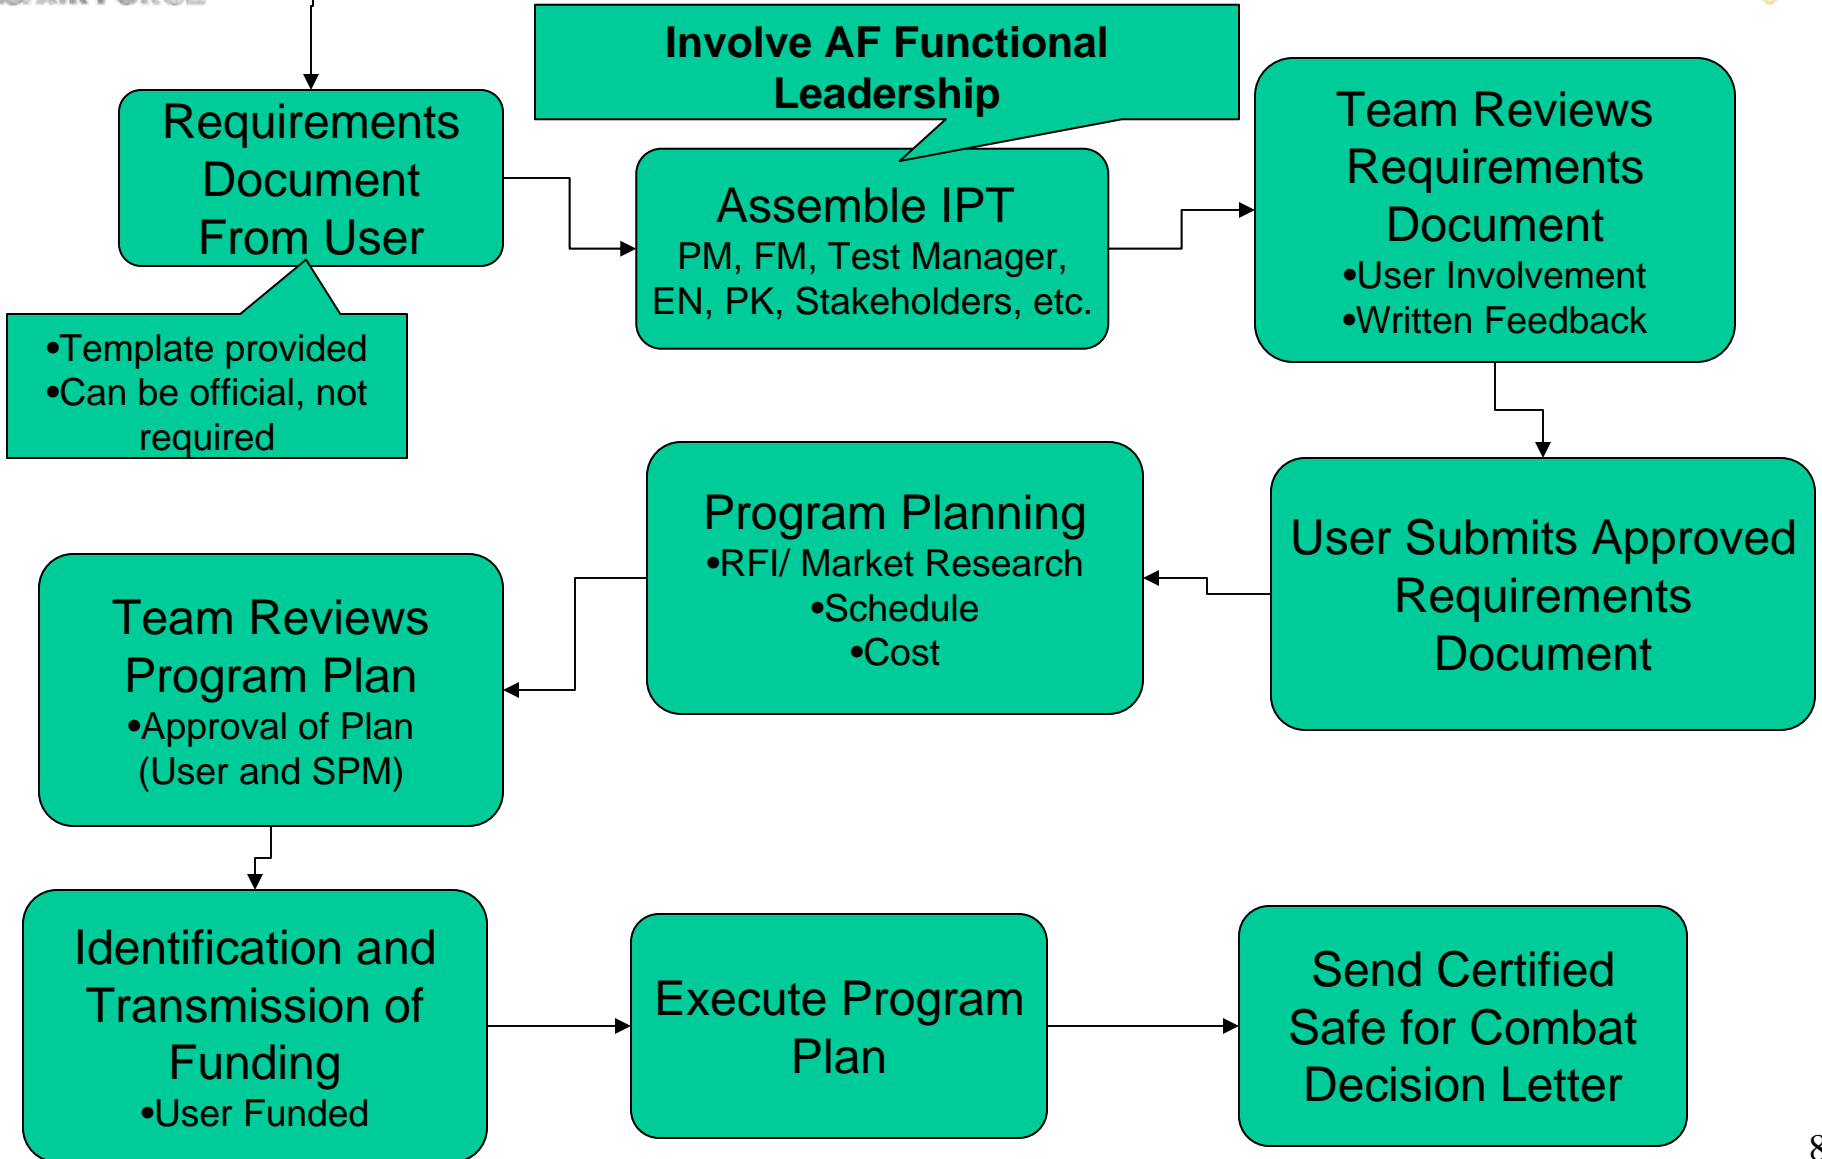 Involve AF Functional
Leadership
Requirements
Document
From User
•Template provided
•Can be official, not
required
Assemble IPT
PM, FM, Test Manager,
EN, PK, Stakeholders, etc.
Team Reviews
Requirements
Document
•User Involvement
•Written Feedback
User Submits Approved
Requirements
Document
Program Planning
•RFI/ Market Research
•Schedule
•Cost
Team Reviews
Program Plan
•Approval of Plan
(User and SPM)
Identification and
Transmission of
Funding
•User Funded
Execute Program
Plan
Send Certified
Safe for Combat
Decision Letter
8